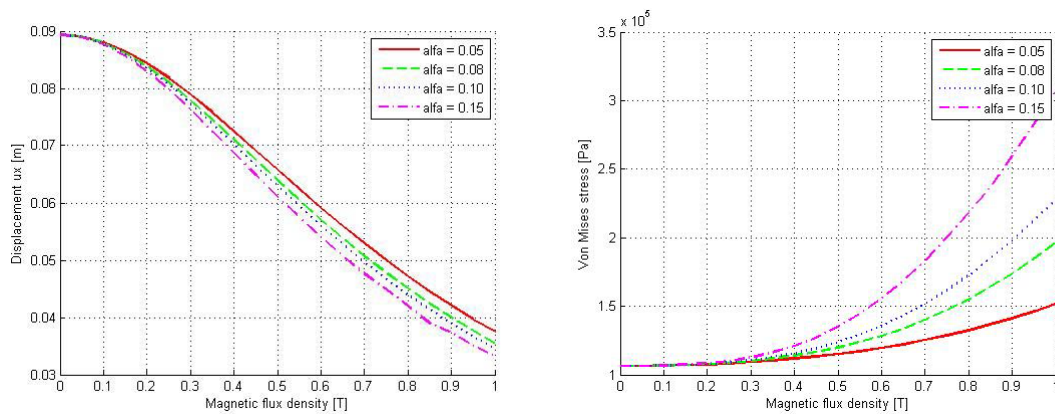 0.09
0.08
0.07
0.06
0.05
0.04
0.03
Displacement ux [m]
0 0.1 0.2 0.3 0.4 0.5 0.6 0.7 0.8 0.9 1
Magnetic flux density [T]
alfa = 0.05
alfa = 0.08
alfa = 0.10
alfa = 0.15
x 10^5
3.5
3
2.5
2
1.5
1
Von Mises stress [Pa]
0 0.1 0.2 0.3 0.4 0.5 0.6 0.7 0.8 0.9 1
Magnetic flux density [T]
alfa = 0.05
alfa = 0.08
alfa = 0.10
alfa = 0.15